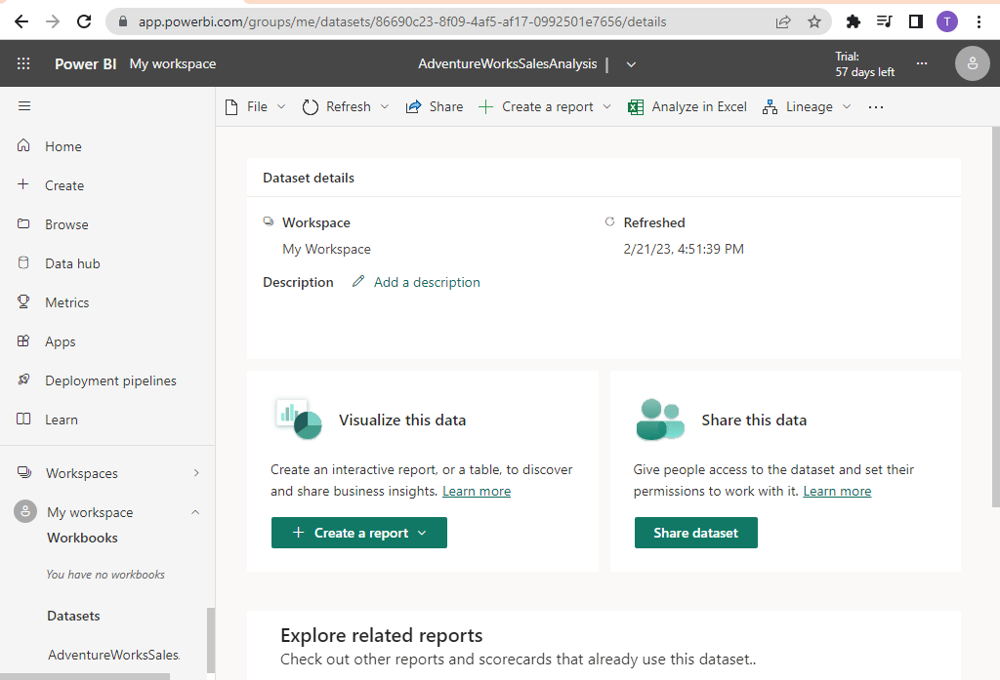 app.powerbi.com/groups/me/datasets/86690c23-8f09-4af5-af17-0992501e7656/details
T
Power BI My workspace
AdventureWorksSalesAnalysis |
Trial:
57 days left
File Refresh Share Create a report Analyze in Excel Lineage
Home
Create
Browse
Data hub
Metrics
Apps
Deployment pipelines
Learn
Workspaces
My workspace
Workbooks
You have no workbooks
Datasets
AdventureWorksSales
Dataset details
Workspace
My Workspace
Refreshed
2/21/23, 4:51:39 PM
Description Add a description
Visualize this data
Create an interactive report, or a table, to discover
and share business insights. Learn more
Create a report
Share this data
Give people access to the dataset and set their
permissions to work with it. Learn more
Share dataset
Explore related reports
Check out other reports and scorecards that already use this dataset..